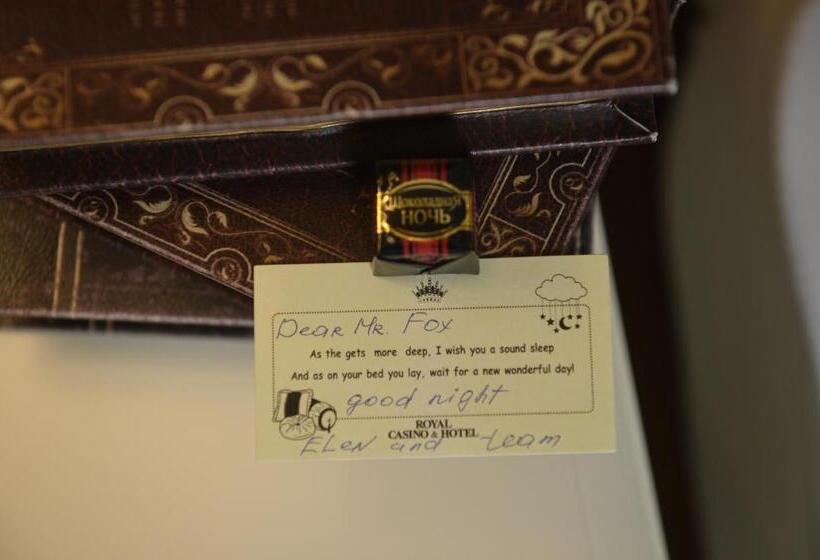 Шоколадная
НОЧЬ
Dear Mr. Fox
As the gets more deep, I wish you a sound sleep
And as on your bed you lay, wait for a new wonderful day!
good night
ROYAL
CASINO & HOTEL
ELEN and team